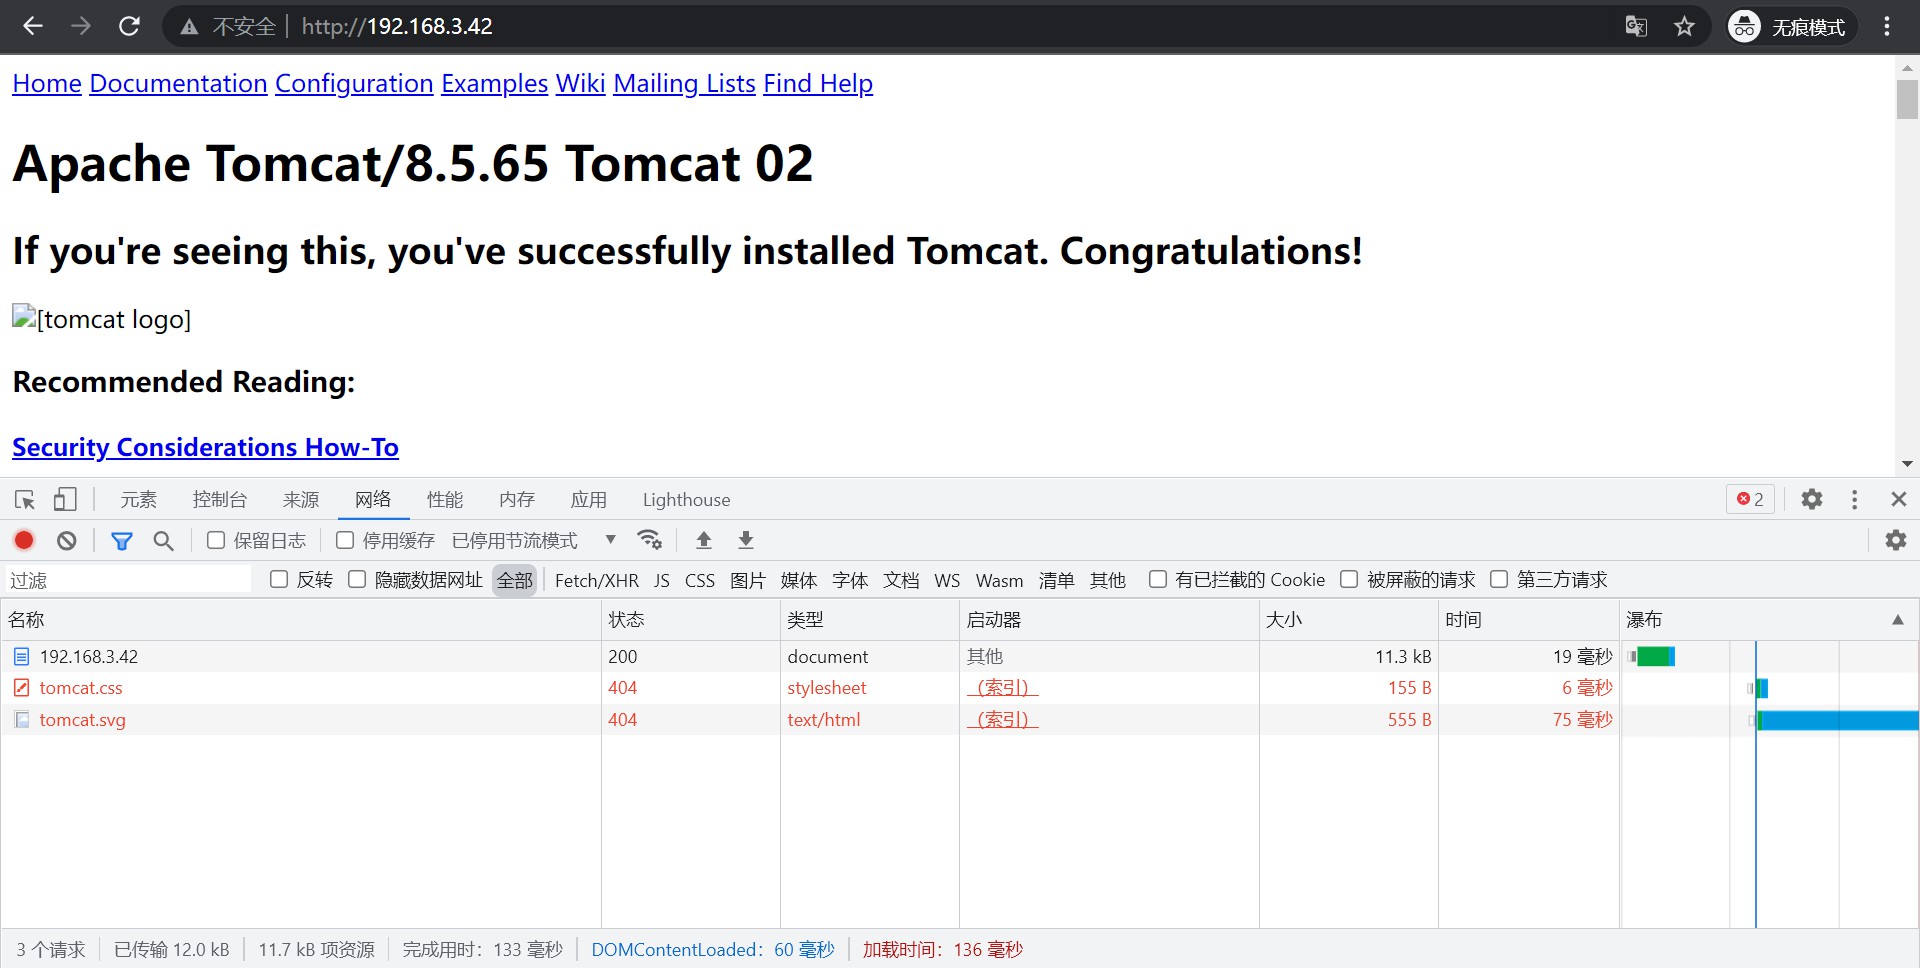 不安全 | http://192.168.3.42 无痕模式
Home Documentation Configuration Examples Wiki Mailing Lists Find Help
Apache Tomcat/8.5.65 Tomcat 02
If you're seeing this, you've successfully installed Tomcat. Congratulations!
[tomcat logo]
Recommended Reading:
Security Considerations How-To
元素 控制台 来源 网络 性能 内存 应用 Lighthouse 2
保留日志 停用缓存 已停用节流模式
过滤 反转 隐藏数据网址 全部 Fetch/XHR JS CSS 图片 媒体 字体 文档 WS Wasm 清单 其他 有已拦截的 Cookie 被屏蔽的请求 第三方请求
名称 状态 类型 启动器 大小 时间 瀑布
192.168.3.42 200 document 其他 11.3 kB 19 毫秒
tomcat.css 404 stylesheet （索引） 155 B 6 毫秒
tomcat.svg 404 text/html （索引） 555 B 75 毫秒
3 个请求 已传输 12.0 kB 11.7 kB 项资源 完成用时：133 毫秒 DOMContentLoaded：60 毫秒 加载时间：136 毫秒